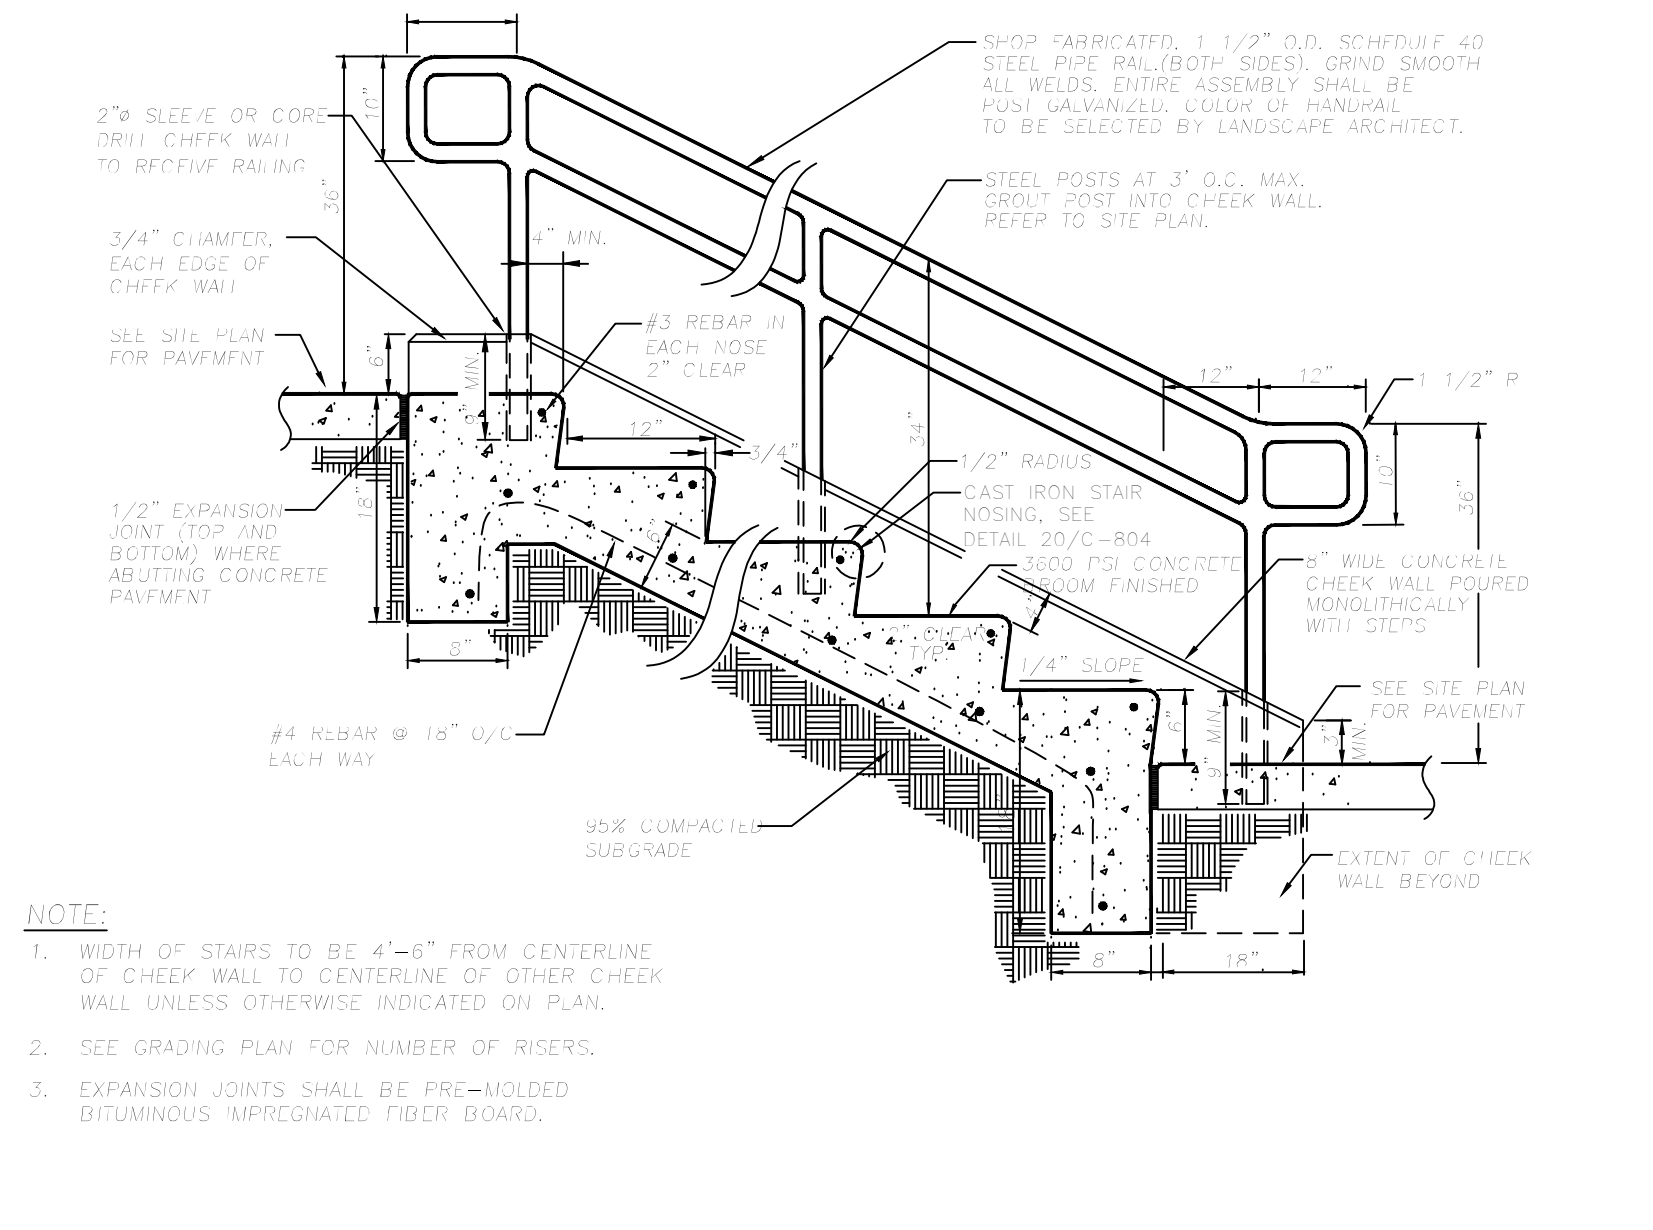 SHOP FABRICATED, 1 1/2" O.D. SCHEDULE 40
STEEL PIPE RAIL.(BOTH SIDES). GRIND SMOOTH
ALL WELDS. ENTIRE ASSEMBLY SHALL BE
POST GALVANIZED. COLOR OF HANDRAIL
TO BE SELECTED BY LANDSCAPE ARCHITECT.
2"ø SLEEVE OR CORE
DRILL CHEEK WALL
TO RECEIVE RAILING
10"
36"
STEEL POSTS AT 3' O.C. MAX.
GROUT POST INTO CHEEK WALL.
REFER TO SITE PLAN.
3/4" CHAMFER,
EACH EDGE OF
CHEEK WALL
4" MIN.
SEE SITE PLAN
FOR PAVEMENT
6"
9" MIN.
#3 REBAR IN
EACH NOSE
2" CLEAR
12"
12"
1 1/2" R
34"
12"
3/4"
1/2" RADIUS
10"
36"
18"
1/2" EXPANSION
JOINT (TOP AND
BOTTOM) WHERE
ABUTTING CONCRETE
PAVEMENT
CAST IRON STAIR
NOSING, SEE
DETAIL 20/C-804
6"
3600 PSI CONCRETE
BROOM FINISHED
8" WIDE CONCRETE
CHEEK WALL POURED
MONOLITHICALLY
WITH STEPS
4"
2" CLEAR
TYP.
8"
1/4" SLOPE
SEE SITE PLAN
FOR PAVEMENT
6"
9" MIN.
3" MIN.
#4 REBAR @ 18" O/C
EACH WAY
18"
95% COMPACTED
SUBGRADE
EXTENT OF CHEEK
WALL BEYOND
8"
18"
NOTE:
1. WIDTH OF STAIRS TO BE 4'-6" FROM CENTERLINE
OF CHEEK WALL TO CENTERLINE OF OTHER CHEEK
WALL UNLESS OTHERWISE INDICATED ON PLAN.
2. SEE GRADING PLAN FOR NUMBER OF RISERS.
3. EXPANSION JOINTS SHALL BE PRE-MOLDED
BITUMINOUS IMPREGNATED FIBER BOARD.